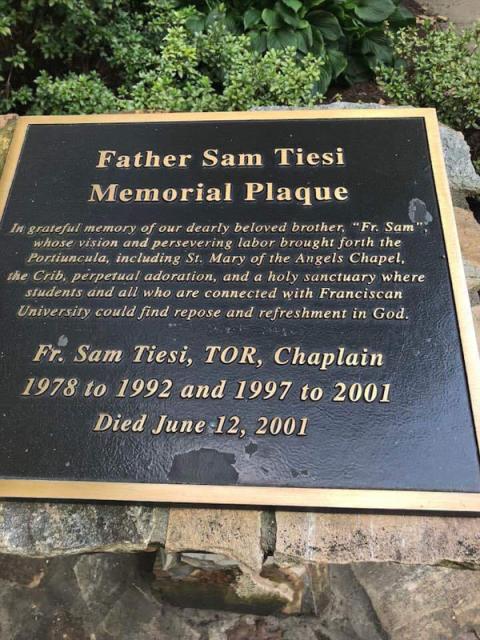 Father Sam Tiesi
Memorial Plaque
In grateful memory of our dearly beloved brother, "Fr. Sam",
whose vision and persevering labor brought forth the
Portiuncula, including St. Mary of the Angels Chapel,
the Crib, perpetual adoration, and a holy sanctuary where
students and all who are connected with Franciscan
University could find repose and refreshment in God.
Fr. Sam Tiesi, TOR, Chaplain
1978 to 1992 and 1997 to 2001
Died June 12, 2001